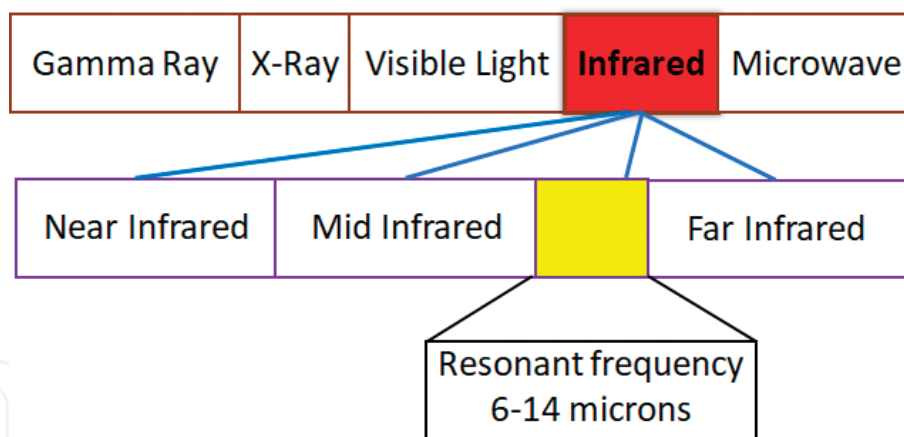 Gamma Ray X-Ray Visible Light Infrared Microwave
Near Infrared Mid Infrared Far Infrared
Resonant frequency
6-14 microns